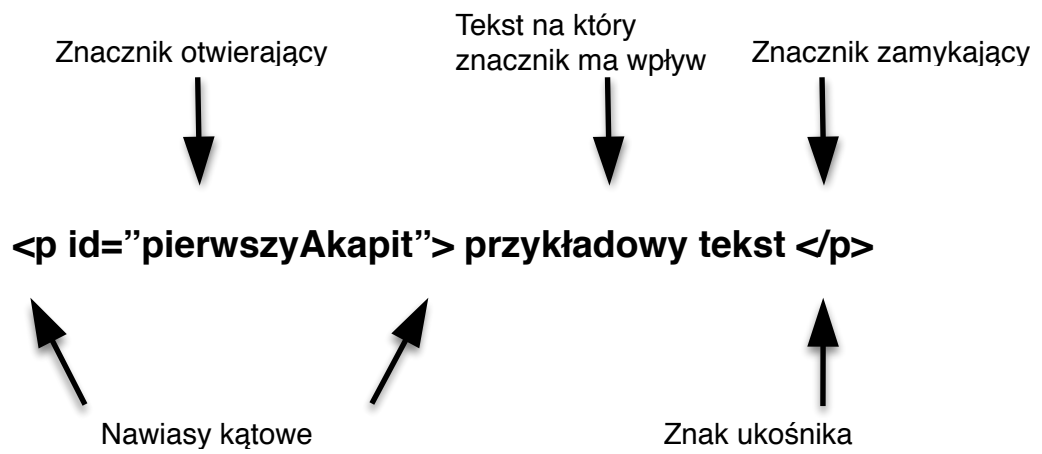 Znacznik otwierający
Tekst na który
znacznik ma wpływ
Znacznik zamykający
<p id=”pierwszyAkapit”> przykładowy tekst </p>
Nawiasy kątowe
Znak ukośnika